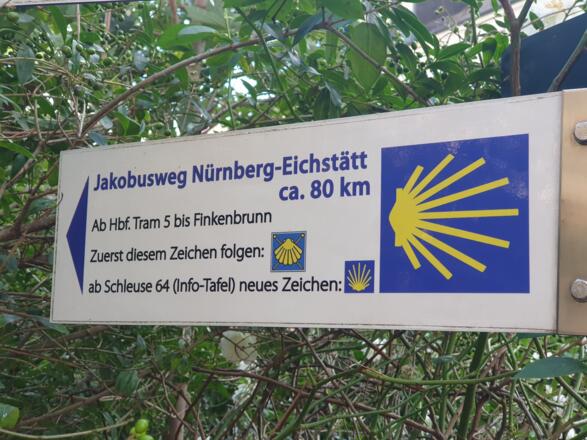 Jakobusweg Nürnberg-Eichstätt
ca. 80 km
Ab Hbf. Tram 5 bis Finkenbrunn
Zuerst diesem Zeichen folgen:
ab Schleuse 64 (Info-Tafel) neues Zeichen: